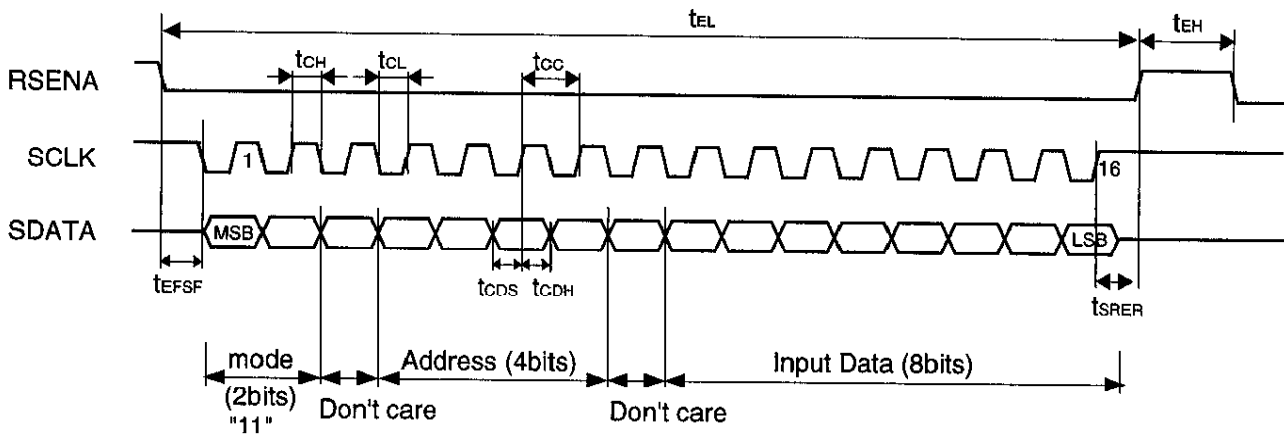 tEL
tEH
tCH
tCL
tCC
RSENA
SCLK
1
16
SDATA
MSB
LSB
tEFSF
tCDS
tCDH
tSRER
mode
(2bits)
"11"
Don't care
Address (4bits)
Don't care
Input Data (8bits)